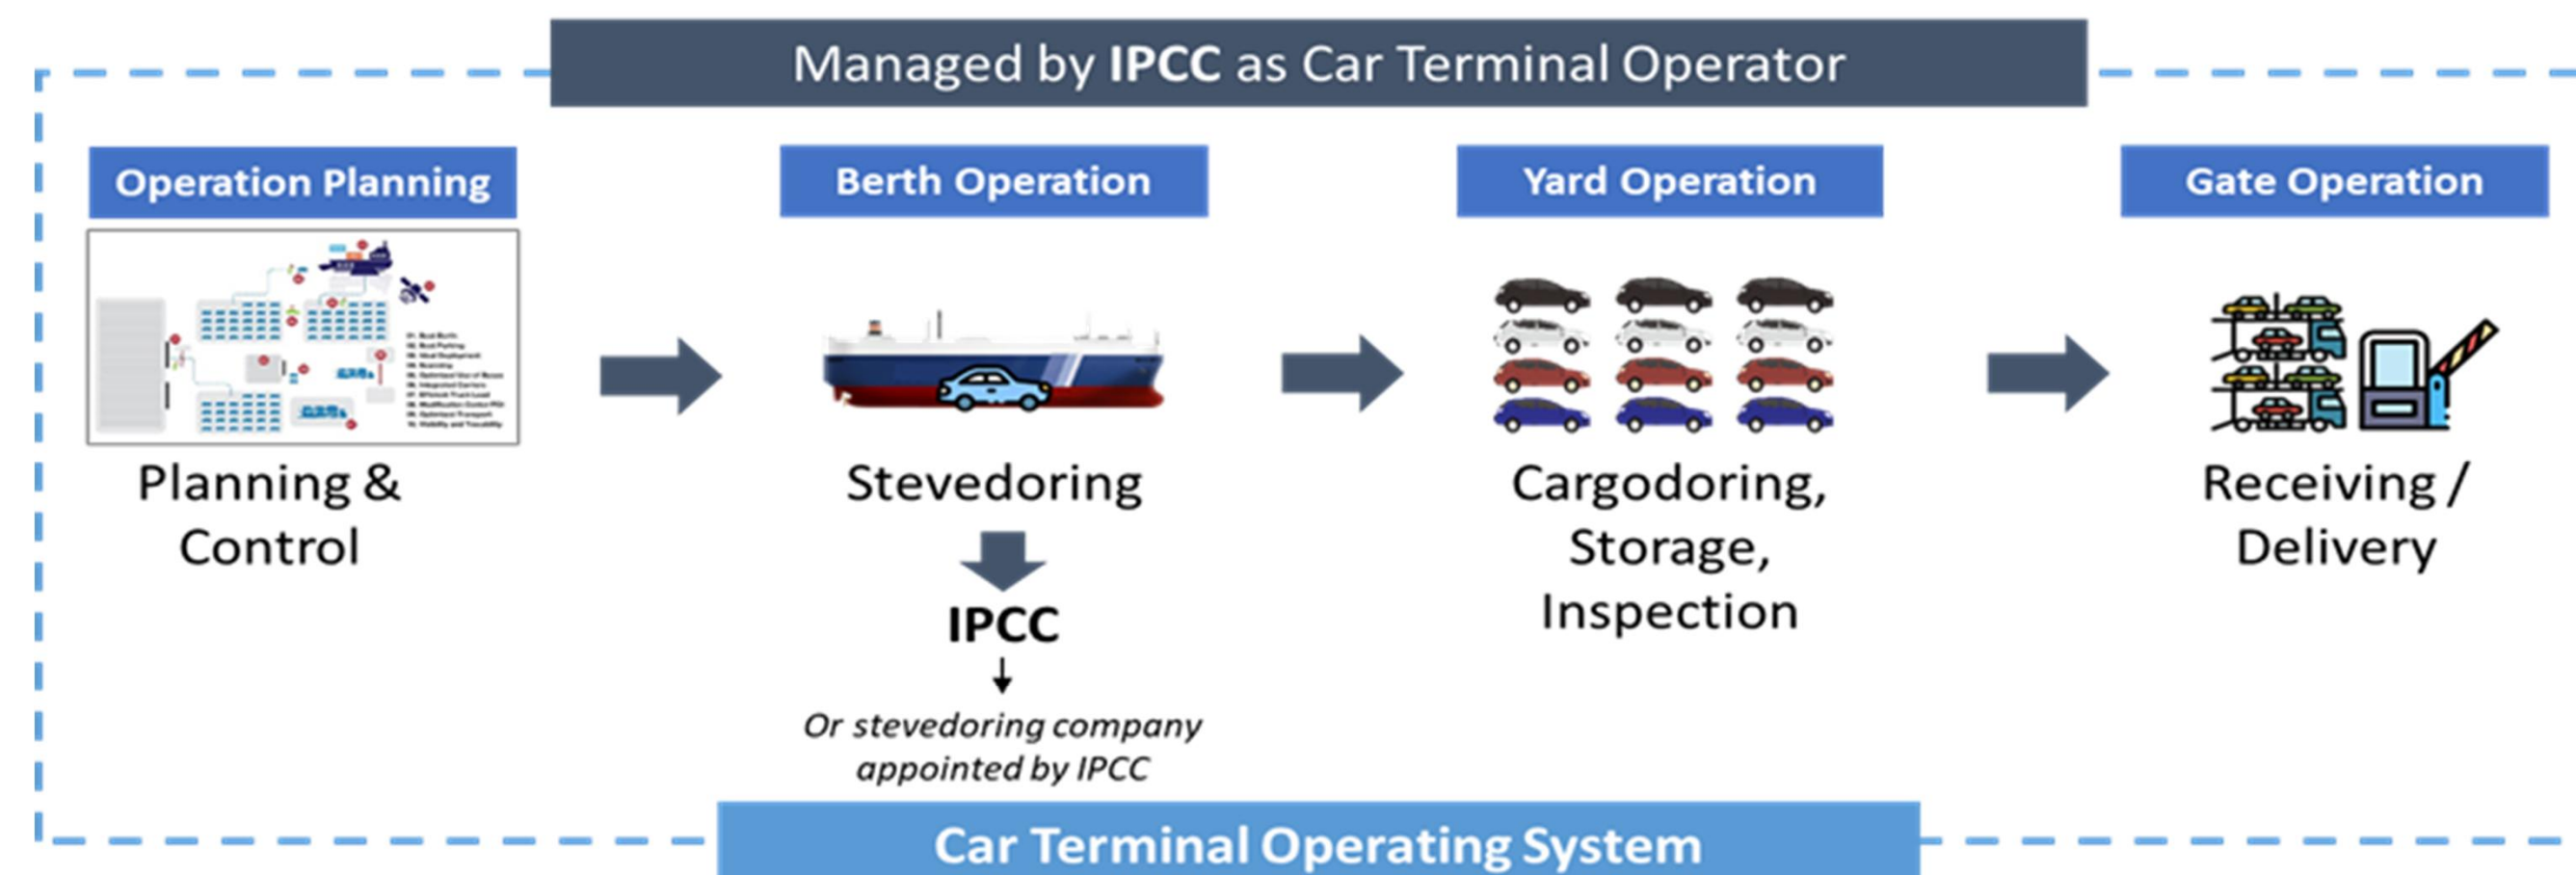 Managed by IPCC as Car Terminal Operator
Operation Planning
Berth Operation
Yard Operation
Gate Operation
Planning &
Control
Stevedoring
IPCC
Or stevedoring company
appointed by IPCC
Cargodoring,
Storage,
Inspection
Receiving /
Delivery
Car Terminal Operating System